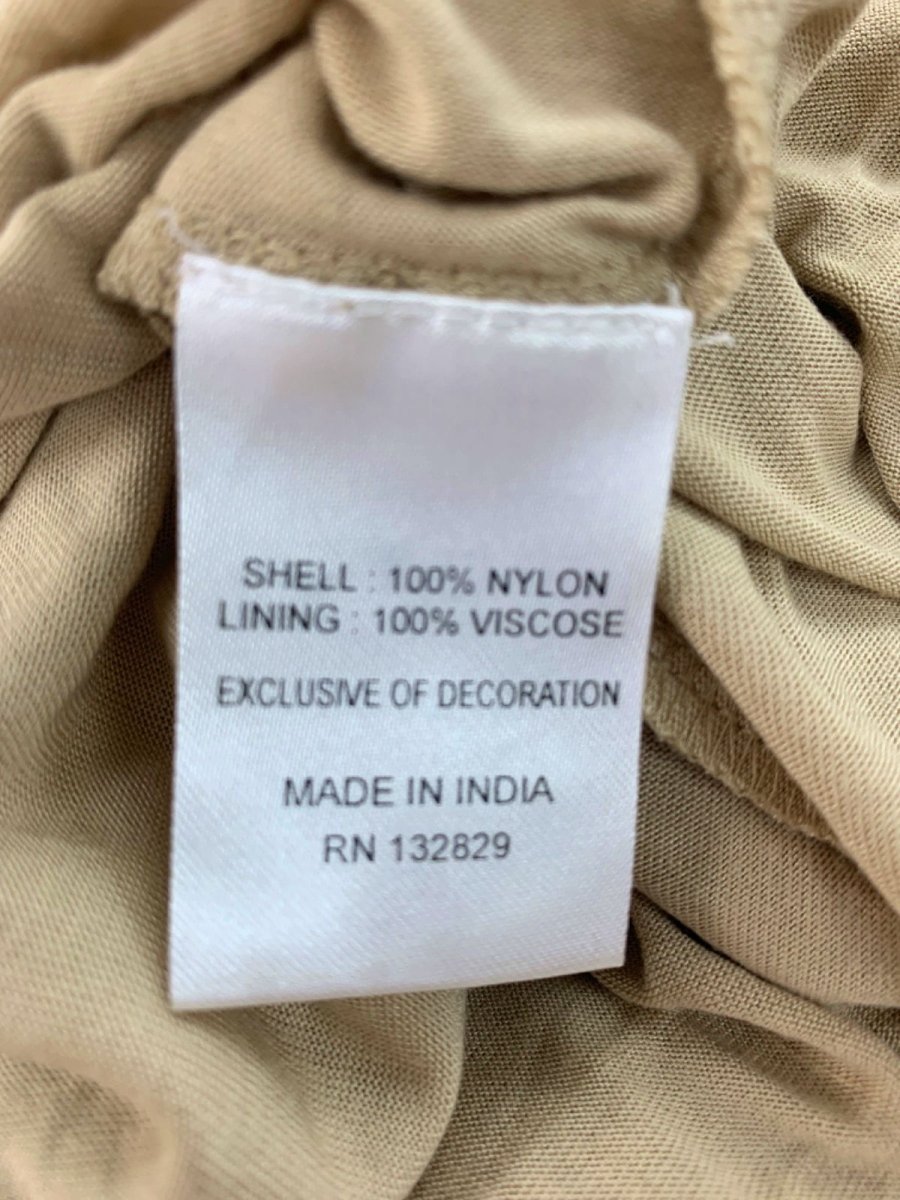 SHELL : 100% NYLON
LINING : 100% VISCOSE
EXCLUSIVE OF DECORATION
MADE IN INDIA
RN 132829